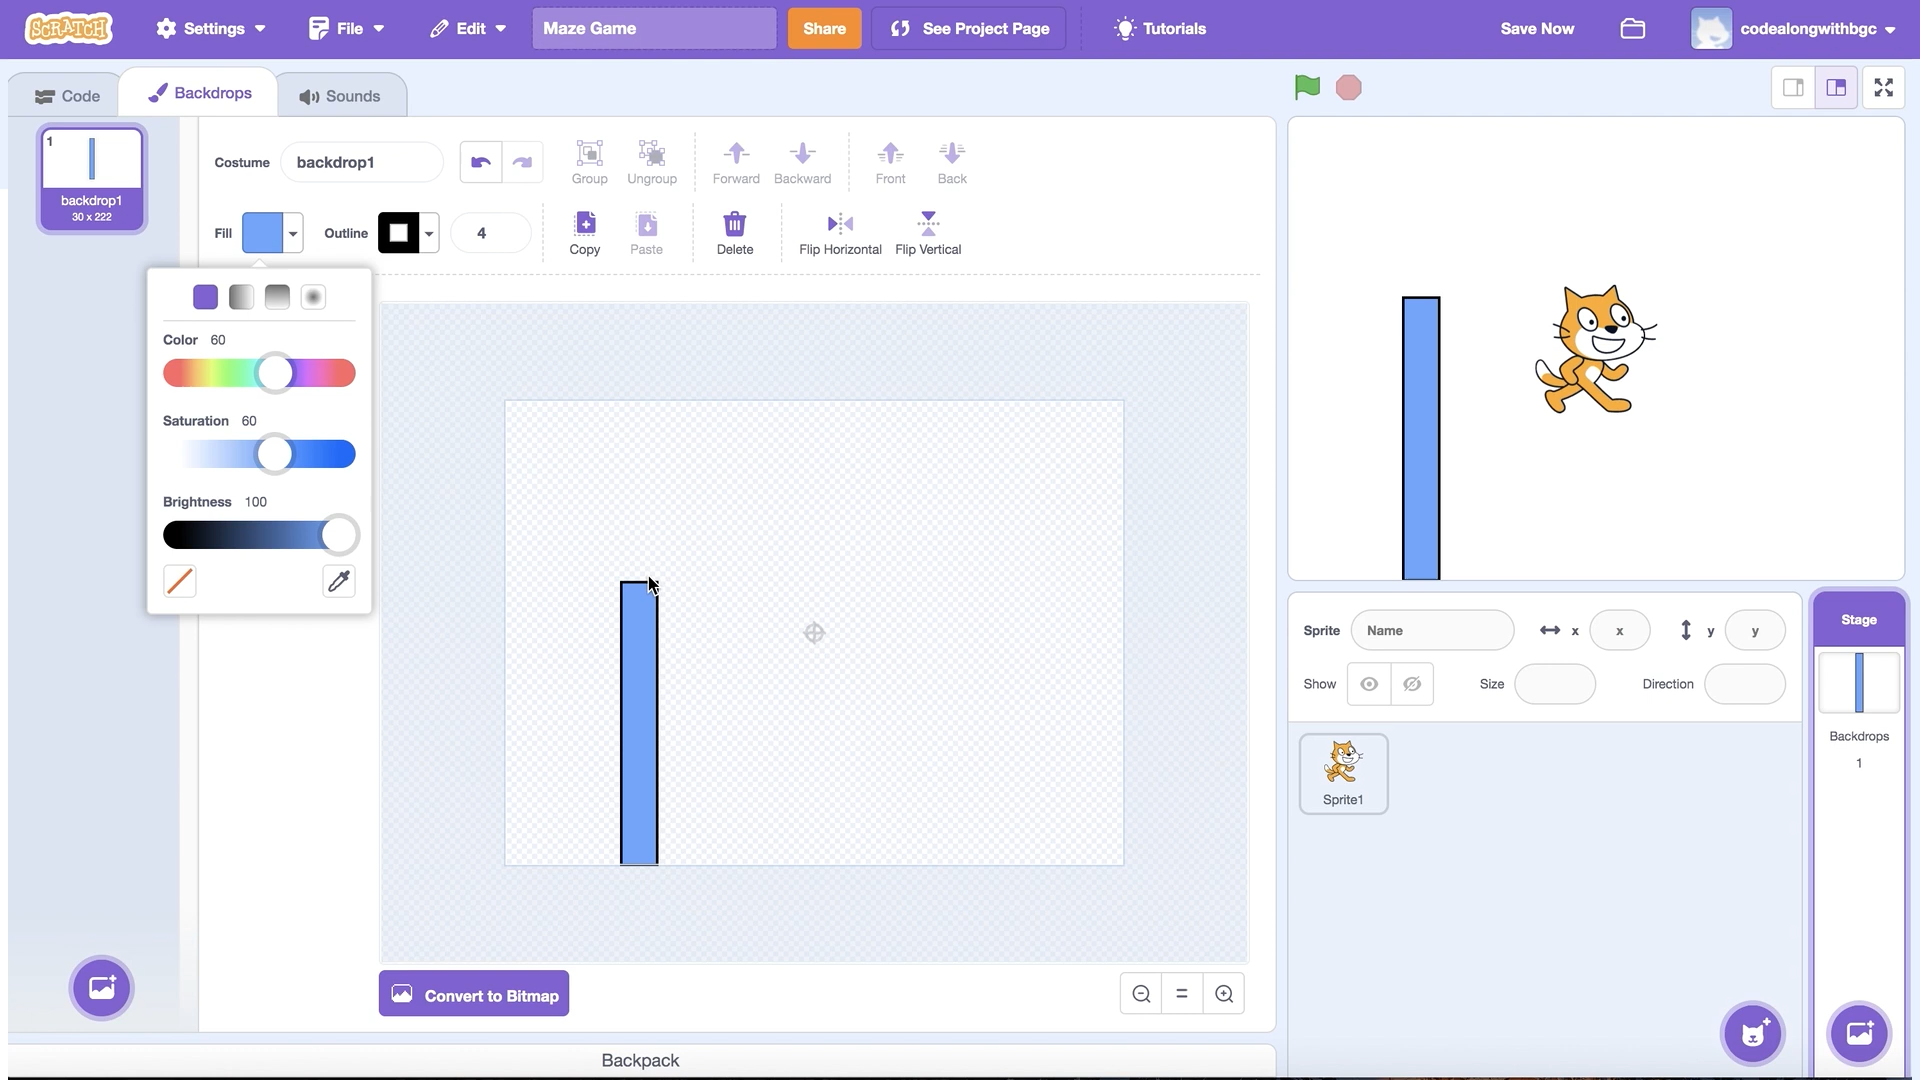 SCRATCH Settings File Edit Maze Game Share See Project Page Tutorials Save Now codealongwithbgc
Code Backdrops Sounds
1
backdrop1
30 x 222
Costume backdrop1
Group Ungroup Forward Backward Front Back
Fill Outline 4
Copy Paste Delete Flip Horizontal Flip Vertical
Color 60
Saturation 60
Brightness 100
Convert to Bitmap
Backpack
Sprite Name x x y y
Show Size Direction
Sprite1
Stage
Backdrops
1